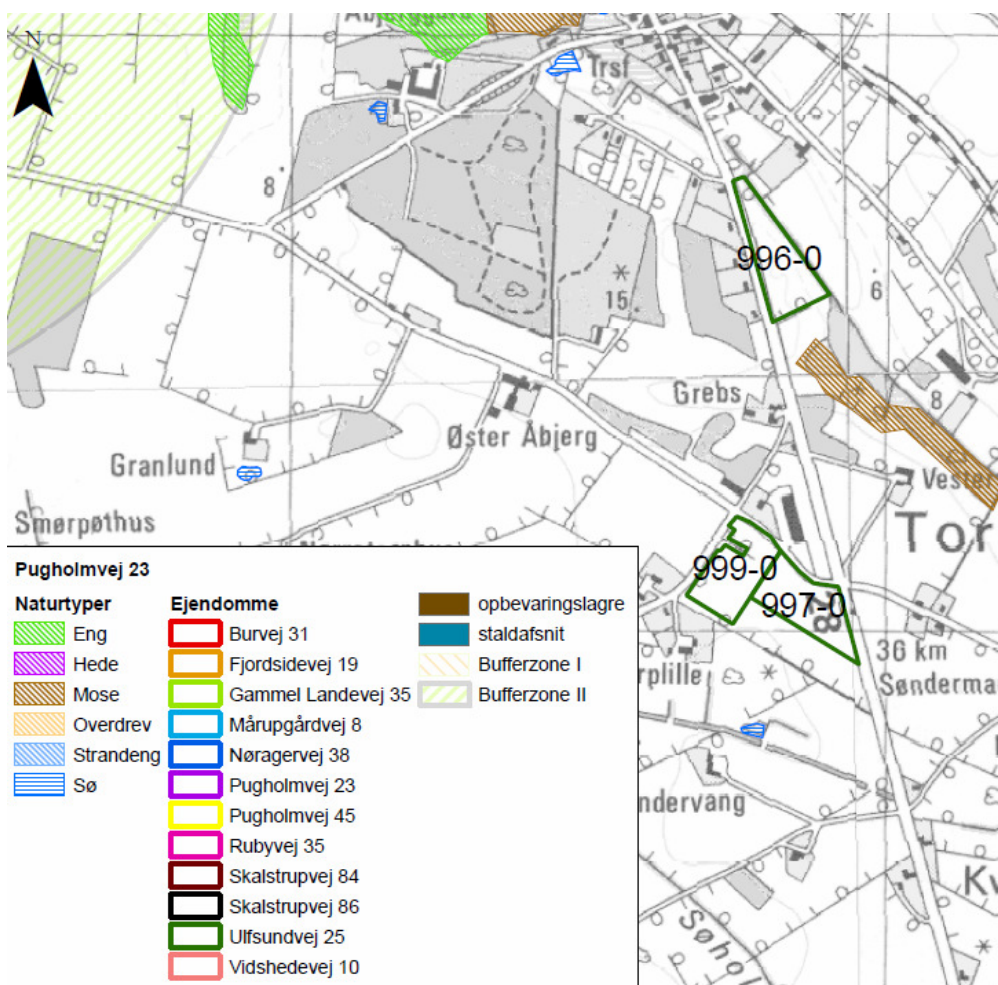 N
Trsf
8
996-0
6
15
Grebs
8
Øster Åbjerg
Granlund
Vester
Smørpøthus
Tor
999-0
997-0
36 km
rplille
Sønderma
ndervang
Kv
Søhol
Pugholmvej 23
Naturtyper
Eng
Hede
Mose
Overdrev
Strandeng
Sø
Ejendomme
Burvej 31
Fjordsidevej 19
Gammel Landevej 35
Mårupgårdvej 8
Nøragervej 38
Pugholmvej 23
Pugholmvej 45
Rubyvej 35
Skalstrupvej 84
Skalstrupvej 86
Ulfsundvej 25
Vidshedevej 10
opbevaringslagre
staldafsnit
Bufferzone I
Bufferzone II